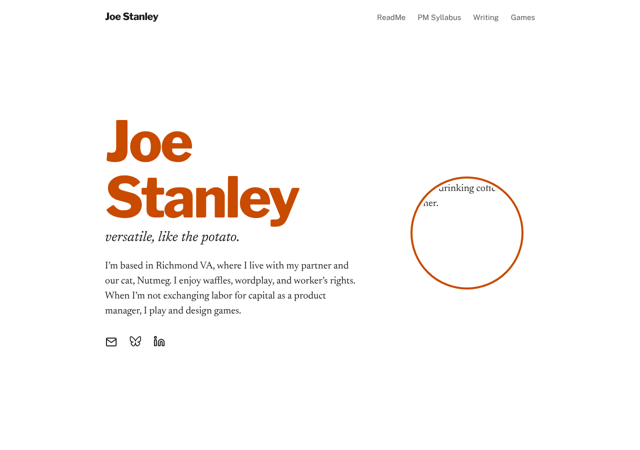 Joe Stanley
ReadMe PM Syllabus Writing Games
Joe
Stanley
versatile, like the potato.
I'm based in Richmond VA, where I live with my partner and
our cat, Nutmeg. I enjoy waffles, wordplay, and worker's rights.
When I'm not exchanging labor for capital as a product
manager, I play and design games.
drinking